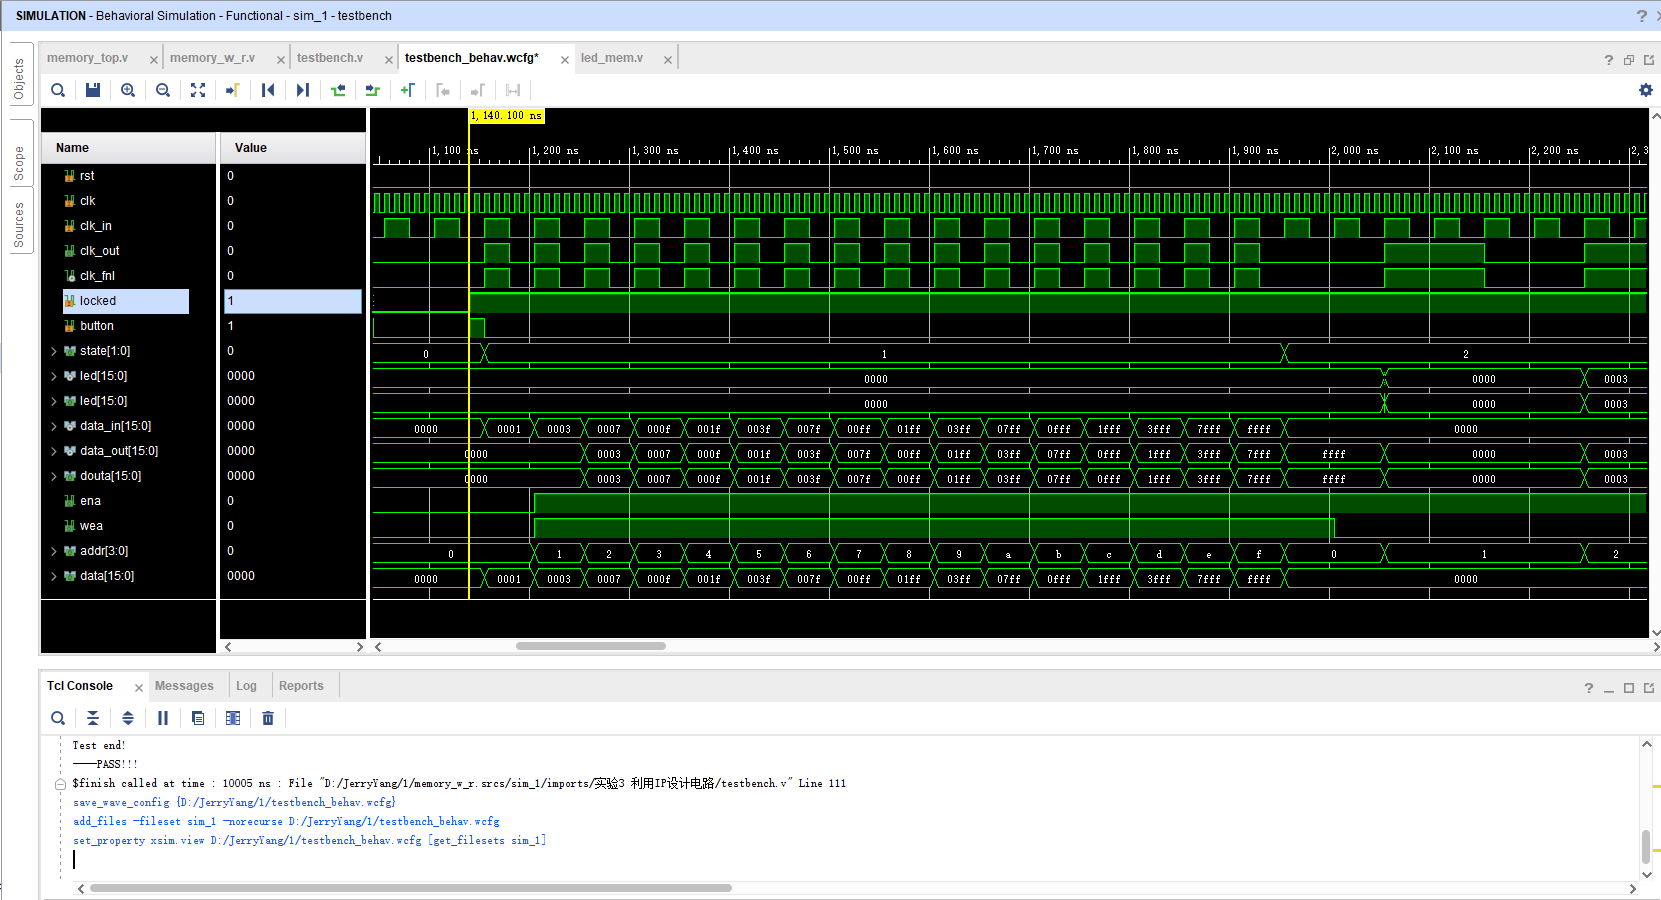 SIMULATION - Behavioral Simulation - Functional - sim_1 - testbench
?
Objects
Scope
Sources
memory_top.v
memory_w_r.v
testbench.v
testbench_behav.wcfg*
led_mem.v
?
Name
Value
1,140.100 ns
1,100 ns
1,200 ns
1,300 ns
1,400 ns
1,500 ns
1,600 ns
1,700 ns
1,800 ns
1,900 ns
2,000 ns
2,100 ns
2,200 ns
2,3
rst 0
clk 0
clk_in 0
clk_out 0
clk_fnl 0
locked 1
button 1
state[1:0] 0 0 1 2
led[15:0] 0000 0000 0000 0003
led[15:0] 0000 0000 0000 0003
data_in[15:0] 0000 0000 0001 0003 0007 000f 001f 003f 007f 00ff 01ff 03ff 07ff 0fff 1fff 3fff 7fff ffff 0000
data_out[15:0] 0000 0000 0003 0007 000f 001f 003f 007f 00ff 01ff 03ff 07ff 0fff 1fff 3fff 7fff ffff 0000 0003
douta[15:0] 0000 0000 0003 0007 000f 001f 003f 007f 00ff 01ff 03ff 07ff 0fff 1fff 3fff 7fff ffff 0000 0003
ena 0
wea 0
addr[3:0] 0 0 1 2 3 4 5 6 7 8 9 a b c d e f 0 1 2
data[15:0] 0000 0000 0001 0003 0007 000f 001f 003f 007f 00ff 01ff 03ff 07ff 0fff 1fff 3fff 7fff ffff 0000
Tcl Console
Messages
Log
Reports
?
Test end!
----PASS!!!
$finish called at time : 10005 ns : File "D:/JerryYang/1/memory_w_r.srcs/sim_1/imports/实验3 利用IP设计电路/testbench.v" Line 111
save_wave_config {D:/JerryYang/1/testbench_behav.wcfg}
add_files -fileset sim_1 -norecurse D:/JerryYang/1/testbench_behav.wcfg
set_property xsim.view D:/JerryYang/1/testbench_behav.wcfg [get_filesets sim_1]